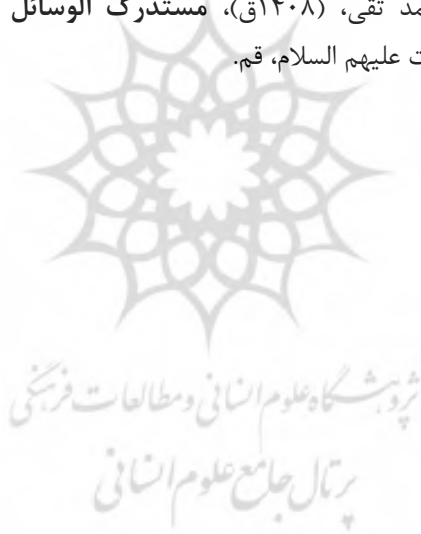 مد تقی، (۱۴۰۸ق)، مستدرک الوسائل
ت علیهم السلام، قم.
پژوهشگاه علوم انسانی و مطالعات فرهنگی
پرتال جامع علوم انسانی